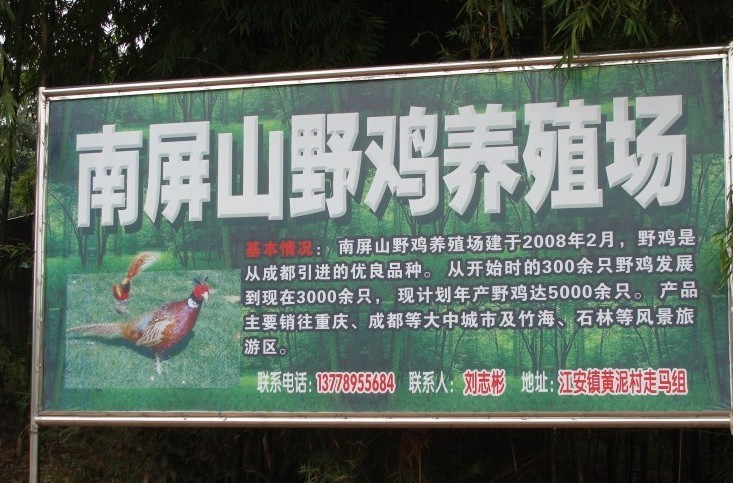 南屏山野鸡养殖场
基本情况： 南屏山野鸡养殖场建于2008年2月，野鸡是
从成都引进的优良品种。 从开始时的300余只野鸡发展
到现在3000余只， 现计划年产野鸡达5000余只。 产品
主要销往重庆、成都等大中城市及竹海、石林等风景旅
游区。
联系电话：13778955684 联系人：刘志彬 地址：江安镇黄泥村走马组